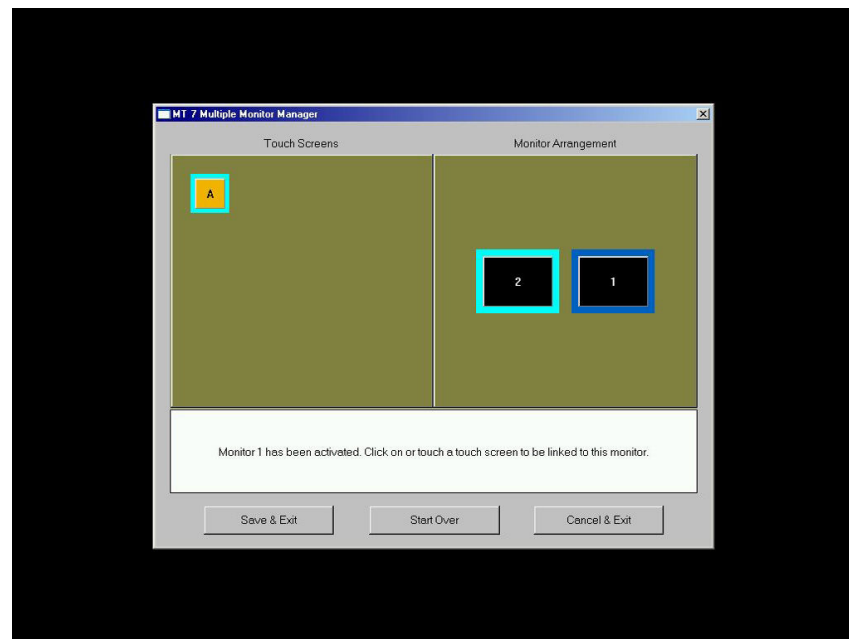 MT 7 Multiple Monitor Manager
Touch Screens
Monitor Arrangement
A
2
1
Monitor 1 has been activated. Click on or touch a touch screen to be linked to this monitor.
Save & Exit
Start Over
Cancel & Exit